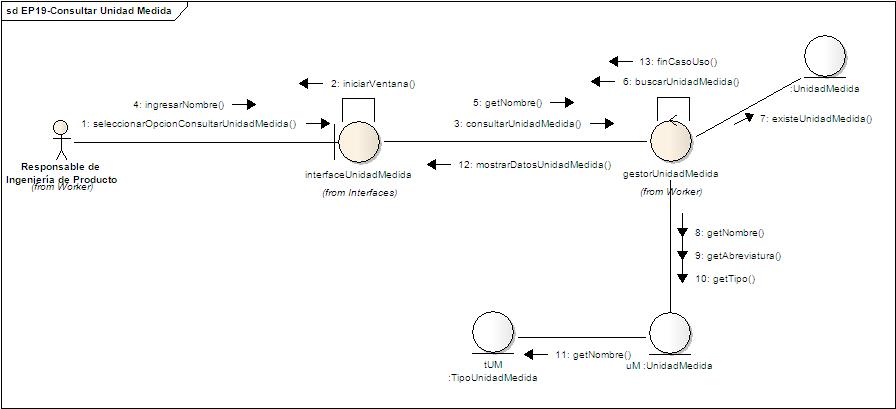 sd EP19-Consultar Unidad Medida
13: finCasoUso()
2: iniciarVentana()
6: buscarUnidadMedida()
:UnidadMedida
4: ingresarNombre()
5: getNombre()
1: seleccionarOpcionConsultarUnidadMedida()
3: consultarUnidadMedida()
7: existeUnidadMedida()
Responsable de
Ingeniería de Producto
(from Worker)
interfaceUnidadMedida
(from Interfaces)
12: mostrarDatosUnidadMedida()
gestorUnidadMedida
(from Worker)
8: getNombre()
9: getAbreviatura()
10: getTipo()
11: getNombre()
tUM
:TipoUnidadMedida
uM :UnidadMedida